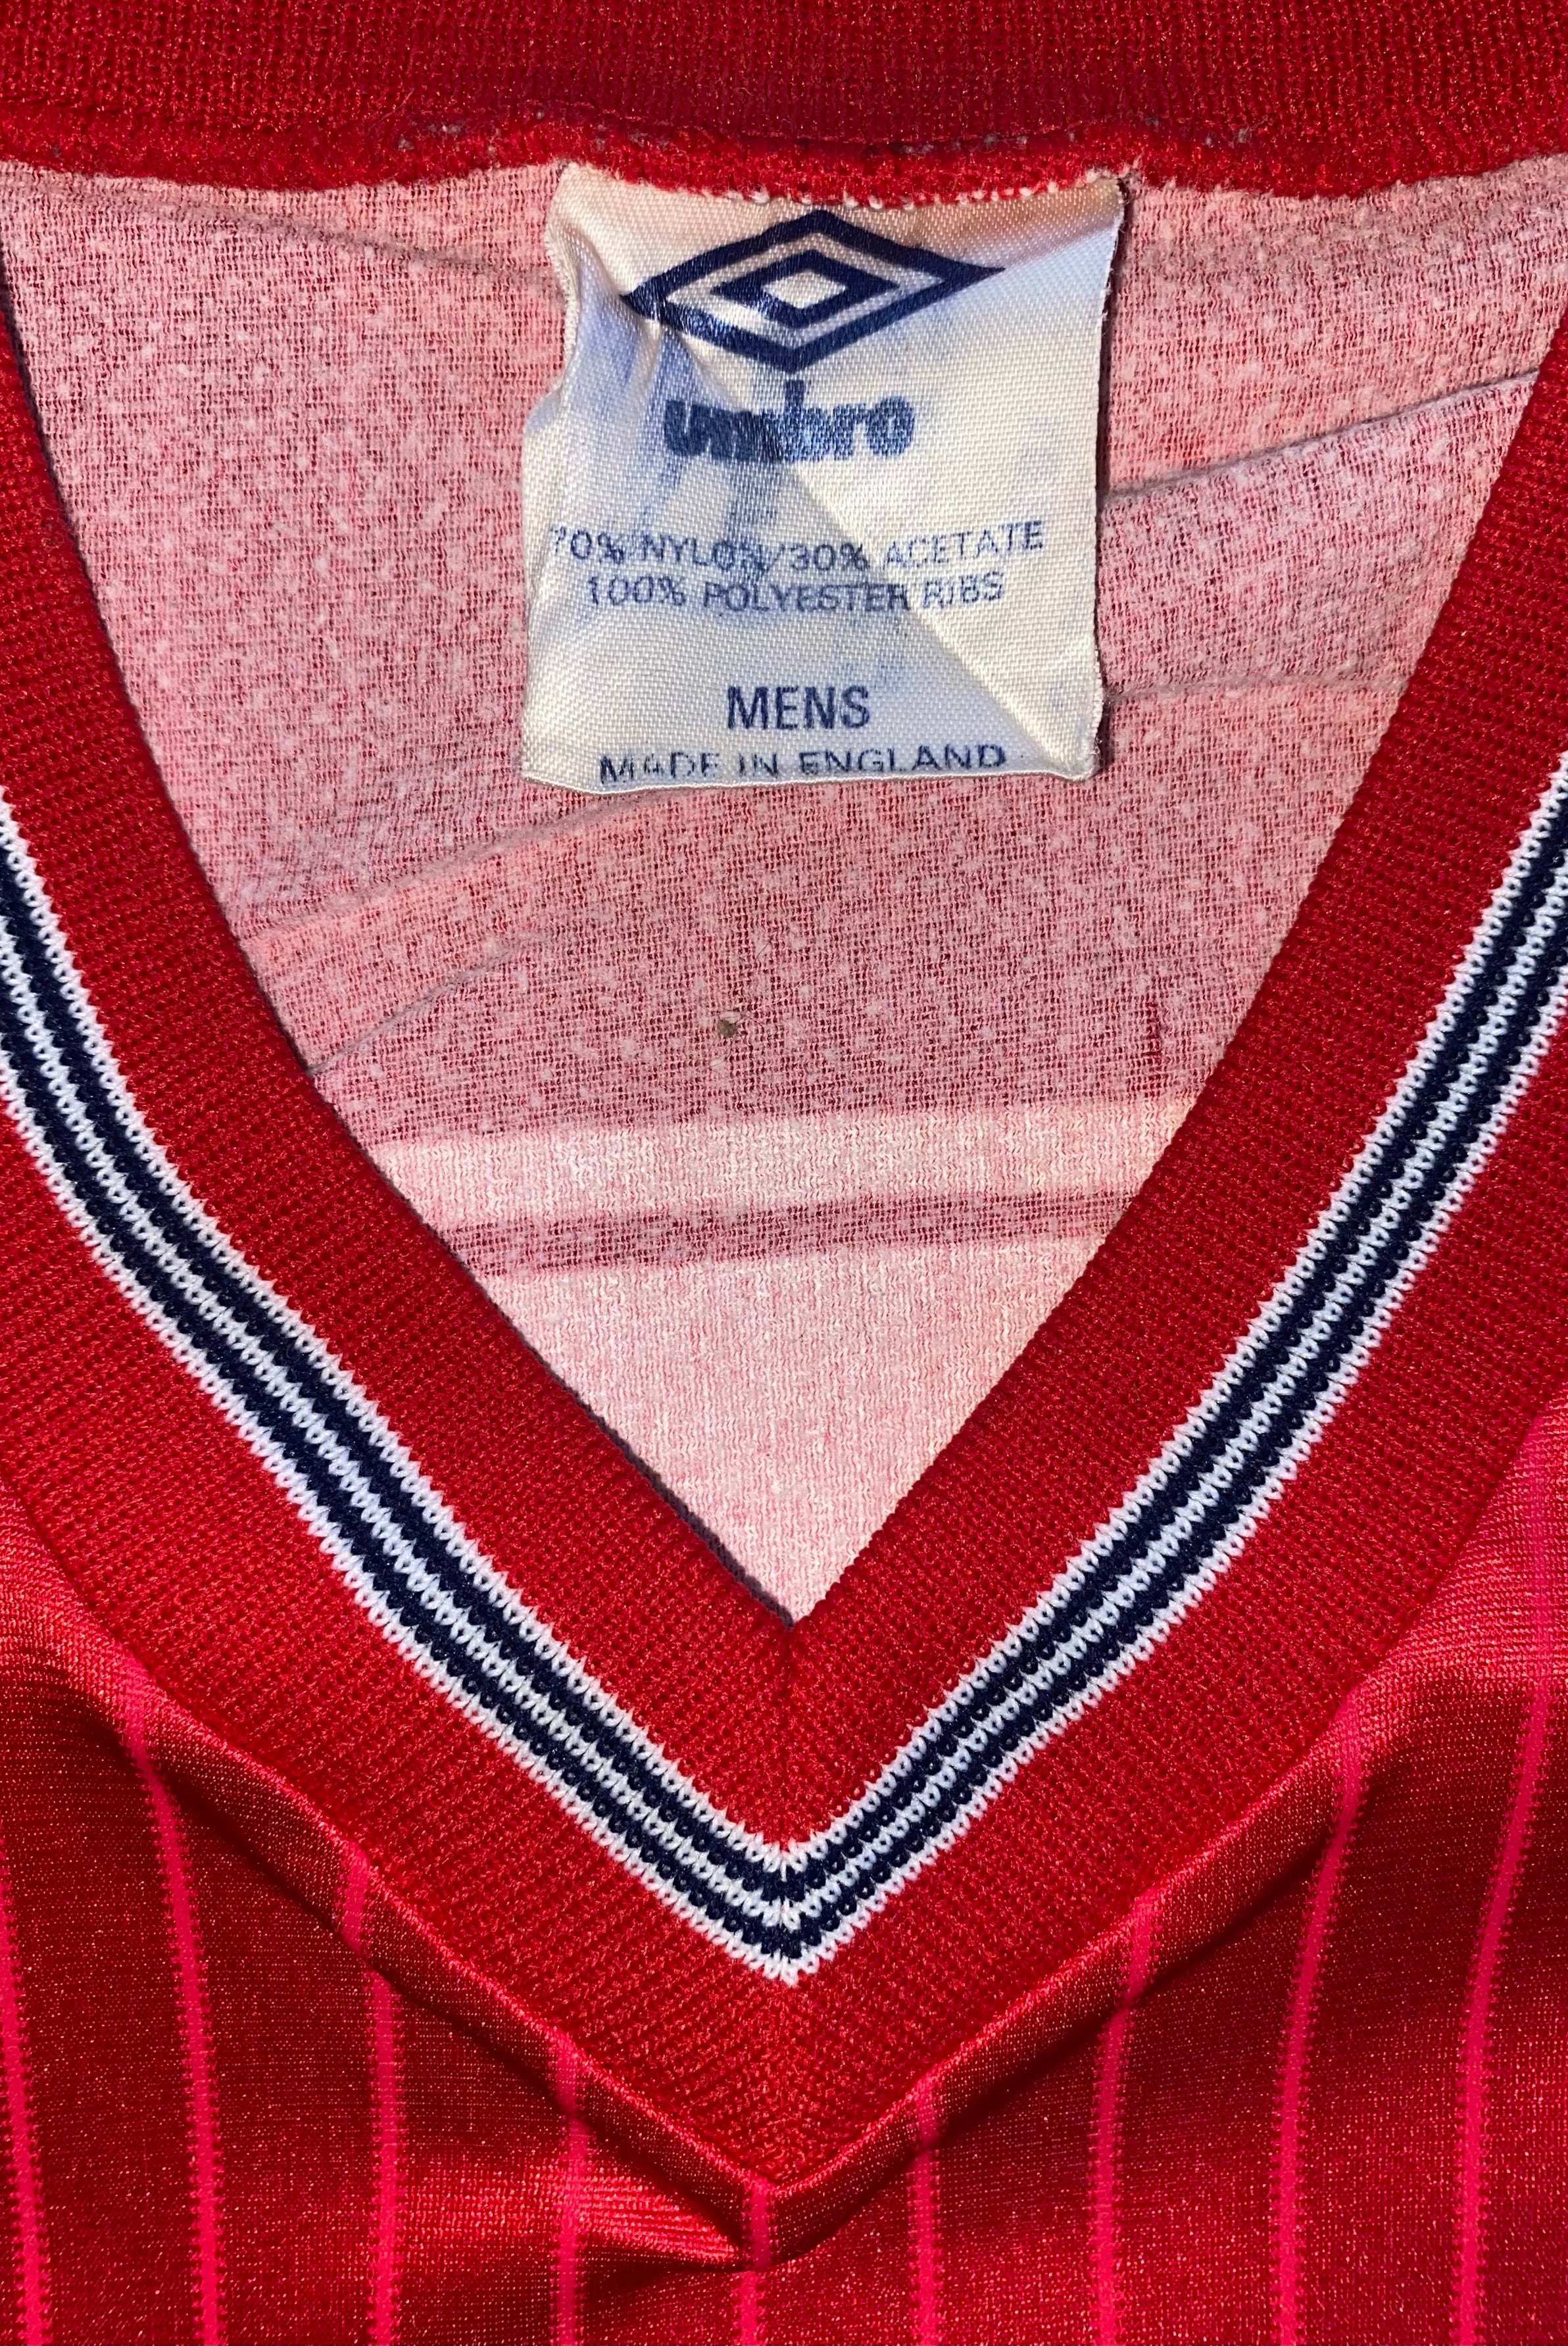 umbro
70% NYLON/30% ACETATE
100% POLYESTER RIBS
MENS
MADE IN ENGLAND